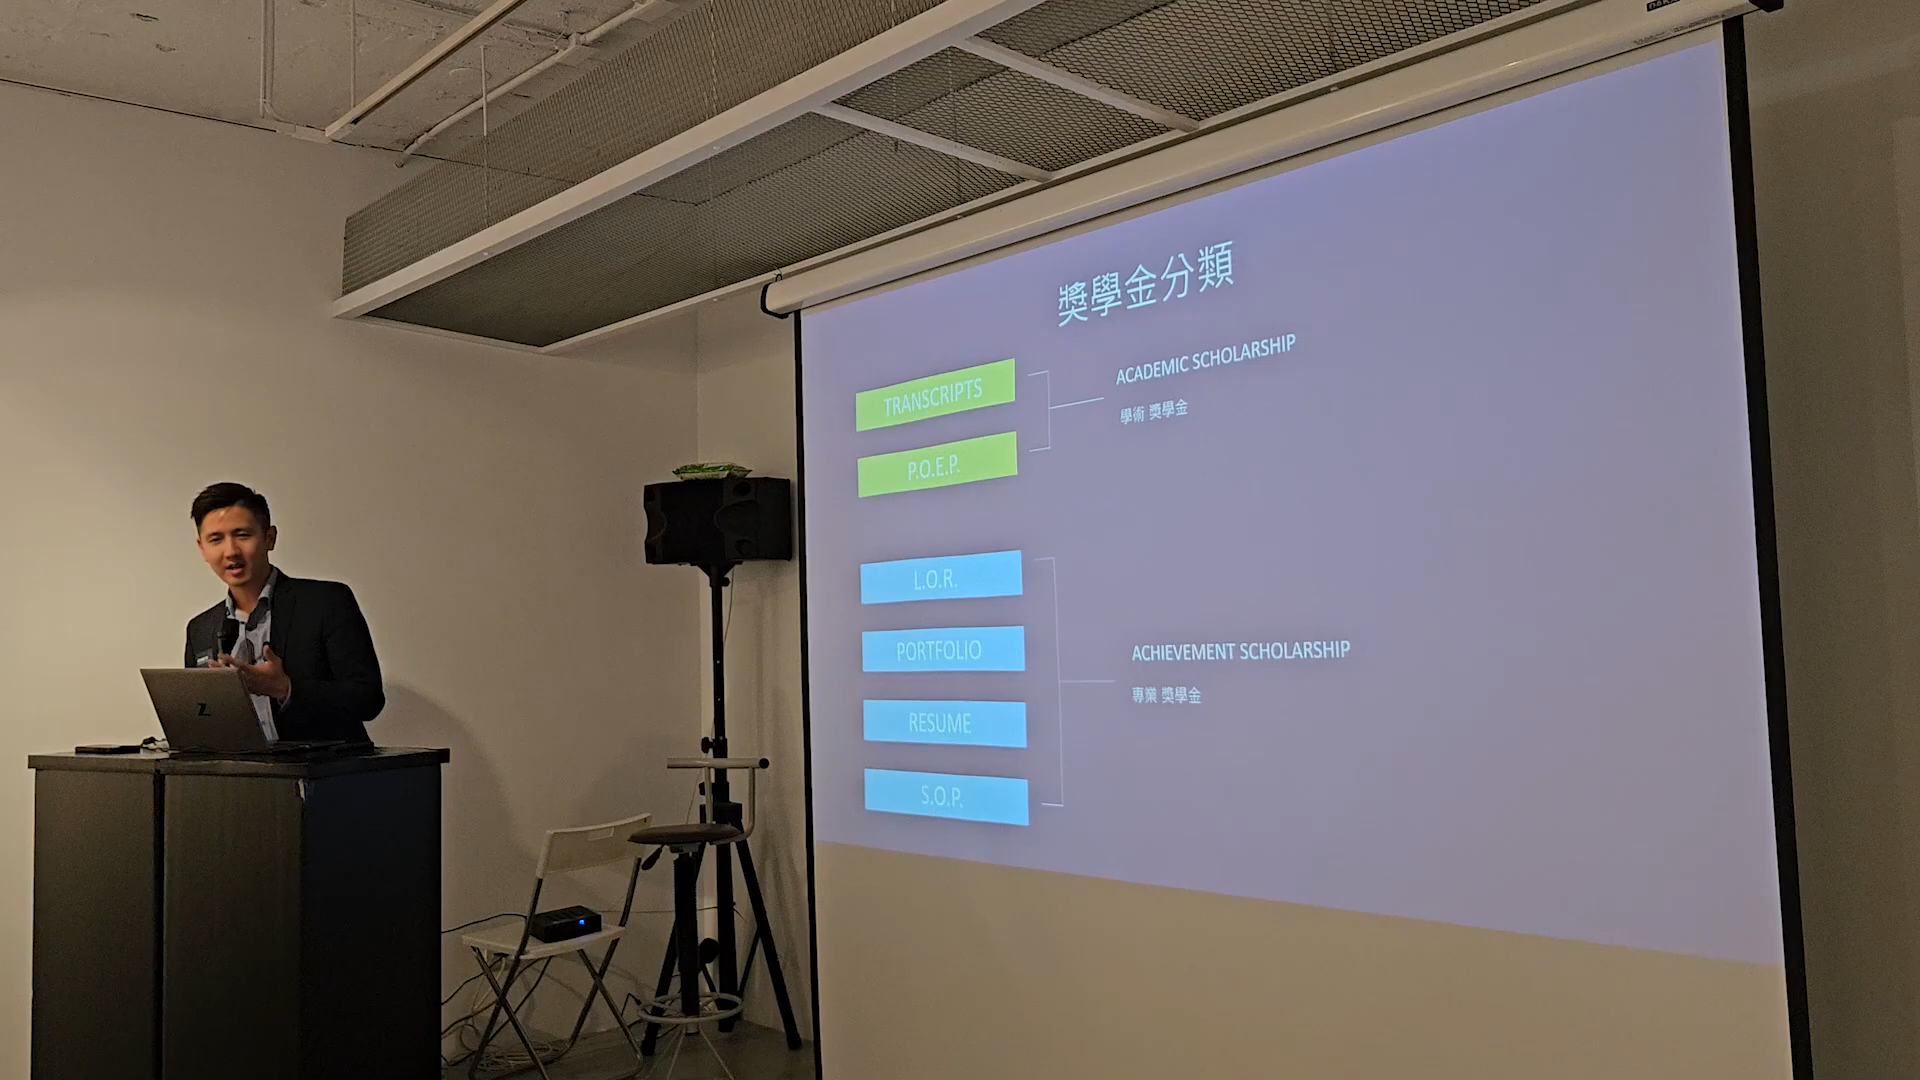 獎學金分類
TRANSCRIPTS
P.O.E.P.
ACADEMIC SCHOLARSHIP
學術 獎學金
L.O.R.
PORTFOLIO
RESUME
S.O.P.
ACHIEVEMENT SCHOLARSHIP
專業 獎學金